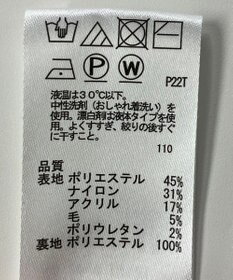 P
W
P22T
液温は30℃以下。
中性洗剤(おしゃれ着洗い)を
使用。漂白剤は液体タイプを使
用。よくすすぎ、絞りの後すぐ
に干すこと。
110
品質
表地 ポリエステル 45%
ナイロン 31%
アクリル 17%
毛 5%
ポリウレタン 2%
裏地 ポリエステル 100%